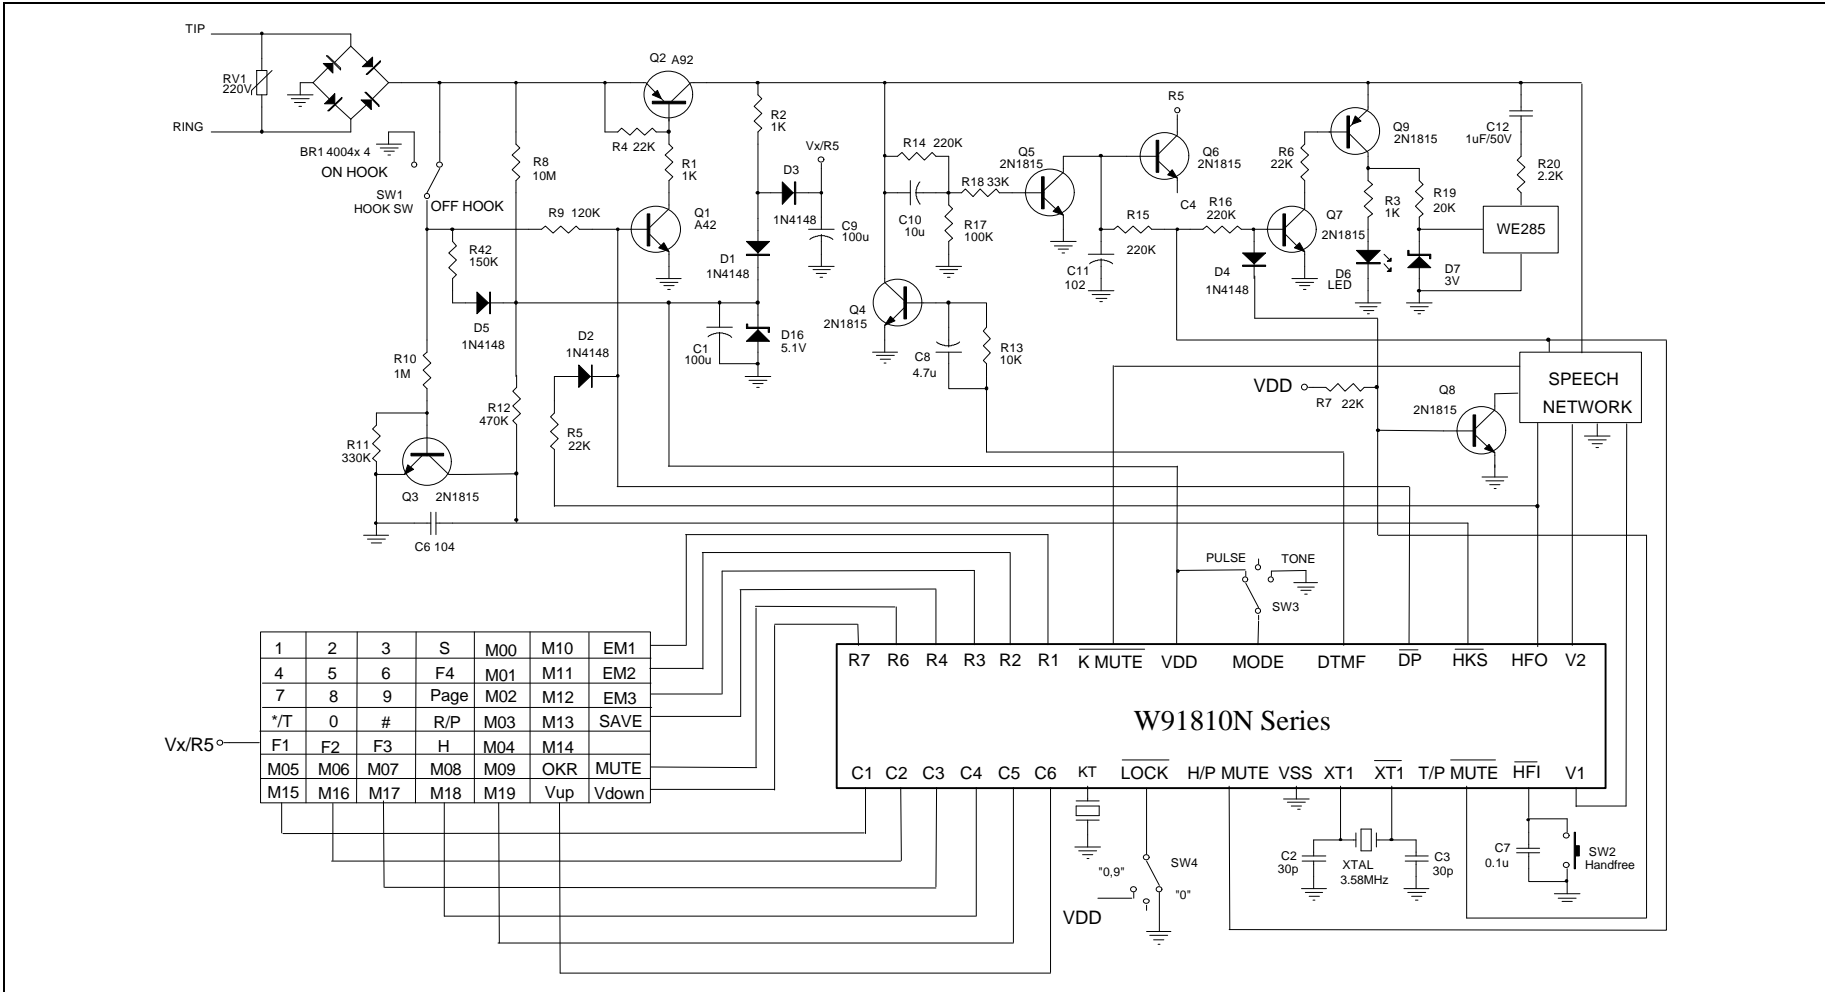 TIP
RV1
220V
RING
BR1 4004x 4
ON HOOK
SW1
HOOK SW
OFF HOOK
R8
10M
Q2 A92
R4 22K
R1
1K
R9 120K
Q1
A42
R42
150K
D5
1N4148
R10
1M
R11
330K
Q3 2N1815
C6 104
R12
470K
D2
1N4148
R5
22K
R2
1K
D3
1N4148
Vx/R5
C9
100u
D1
1N4148
C1
100u
D16
5.1V
R14 220K
C10
10u
R17
100K
R18 33K
Q5
2N1815
Q4
2N1815
C8
4.7u
R13
10K
R5
Q6
2N1815
C4
R15
220K
C11
102
R16
220K
D4
1N4148
R6
22K
Q7
2N1815
Q9
2N1815
R3
1K
D6
LED
R19
20K
D7
3V
C12
1uF/50V
R20
2.2K
WE285
VDD
R7 22K
Q8
2N1815
SPEECH
NETWORK
PULSE TONE
SW3
1 2 3 S M00 M10 EM1
4 5 6 F4 M01 M11 EM2
7 8 9 Page M02 M12 EM3
*/T 0 # R/P M03 M13 SAVE
Vx/R5 F1 F2 F3 H M04 M14
M05 M06 M07 M08 M09 OKR MUTE
M15 M16 M17 M18 M19 Vup Vdown
R7 R6 R4 R3 R2 R1 K MUTE VDD MODE DTMF DP HKS HFO V2
W91810N Series
C1 C2 C3 C4 C5 C6 KT LOCK H/P MUTE VSS XT1 XT1 T/P MUTE HFI V1
"0,9"
SW4
"0"
VDD
C2
30p
XTAL
3.58MHz
C3
30p
C7
0.1u
SW2
Handfree